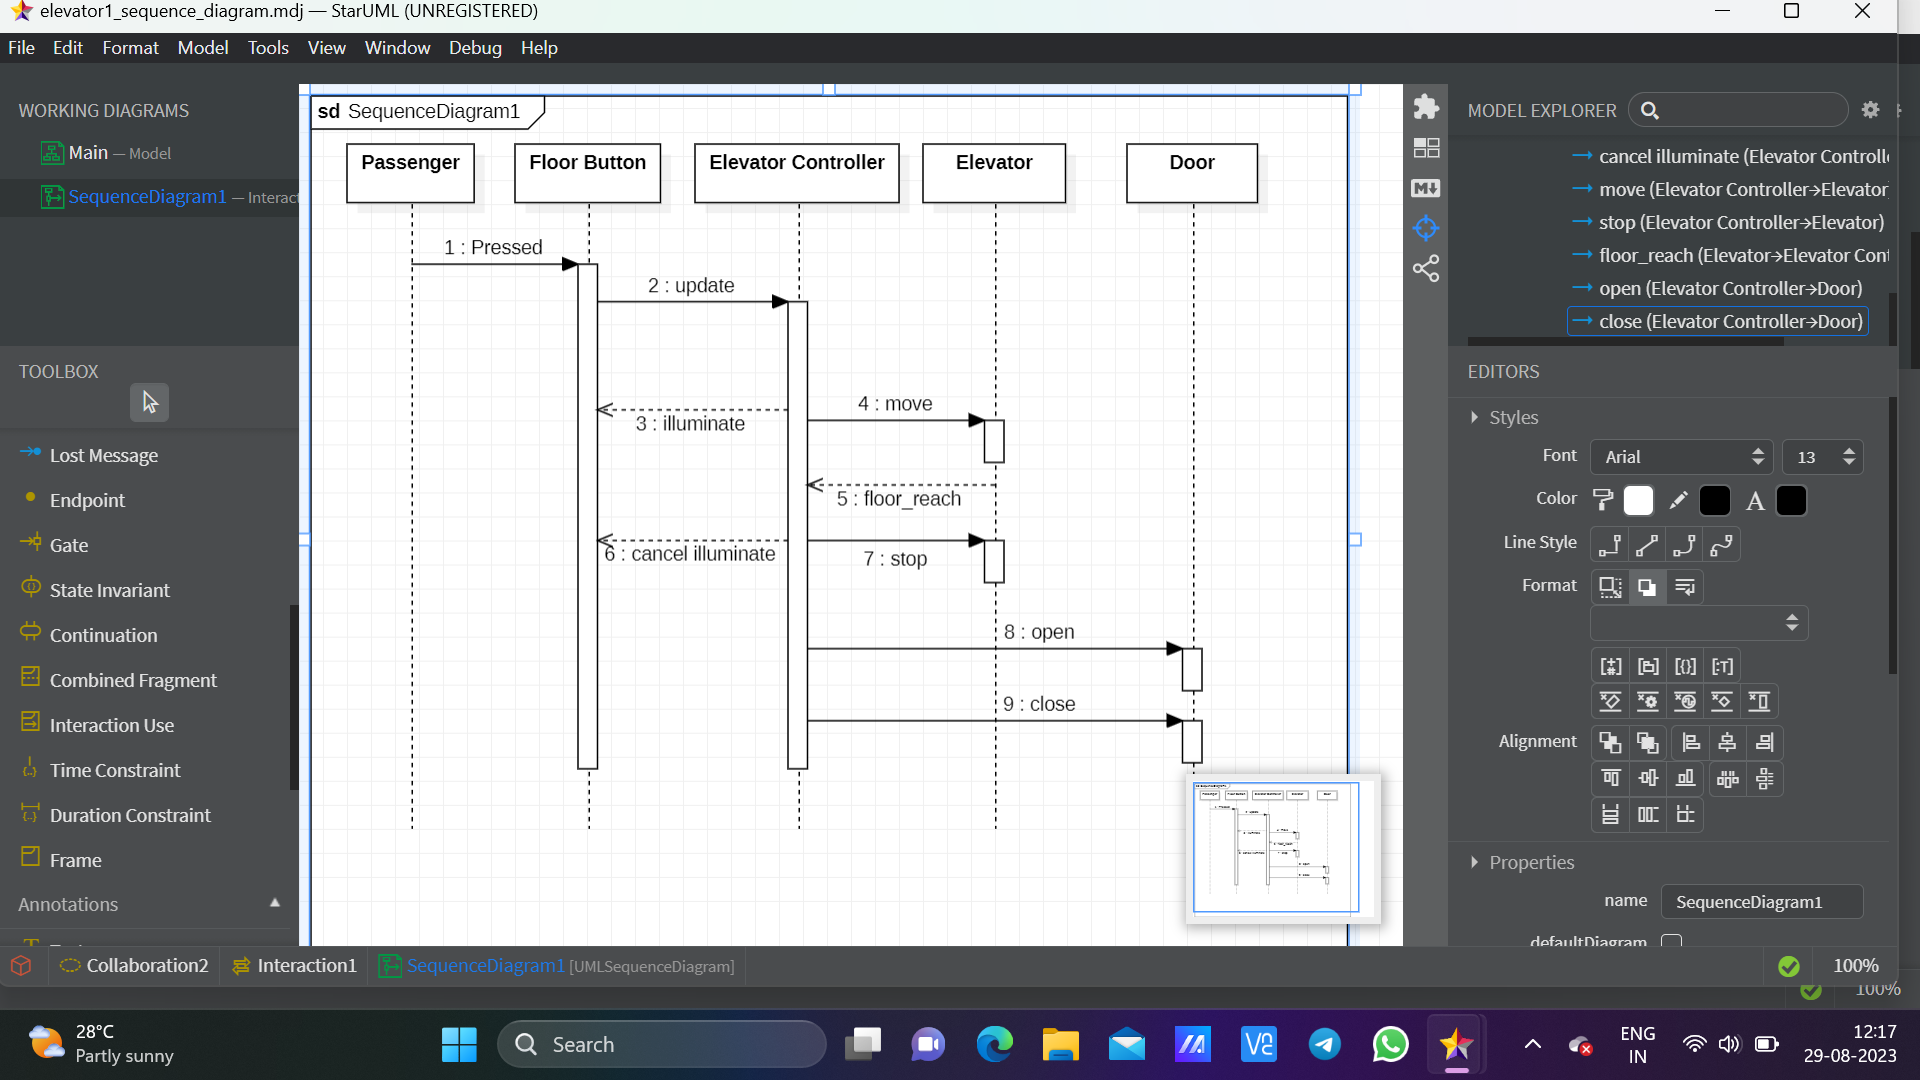 elevator1_sequence_diagram.mdj — StarUML (UNREGISTERED)
File Edit Format Model Tools View Window Debug Help
WORKING DIAGRAMS
Main — Model
SequenceDiagram1 — Interact
TOOLBOX
Lost Message
Endpoint
Gate
State Invariant
Continuation
Combined Fragment
Interaction Use
Time Constraint
Duration Constraint
Frame
Annotations
sd SequenceDiagram1
Passenger
Floor Button
Elevator Controller
Elevator
Door
1 : Pressed
2 : update
3 : illuminate
4 : move
5 : floor_reach
6 : cancel illuminate
7 : stop
8 : open
9 : close
MODEL EXPLORER
cancel illuminate (Elevator Controlle
move (Elevator Controller→Elevator)
stop (Elevator Controller→Elevator)
floor_reach (Elevator→Elevator Cont
open (Elevator Controller→Door)
close (Elevator Controller→Door)
EDITORS
Styles
Font Arial 13
Color
Line Style
Format
Alignment
Properties
name SequenceDiagram1
defaultDiagram
Collaboration2 Interaction1 SequenceDiagram1 [UMLSequenceDiagram]
100%
100%
28°C
Partly sunny
Search
ENG
IN
12:17
29-08-2023